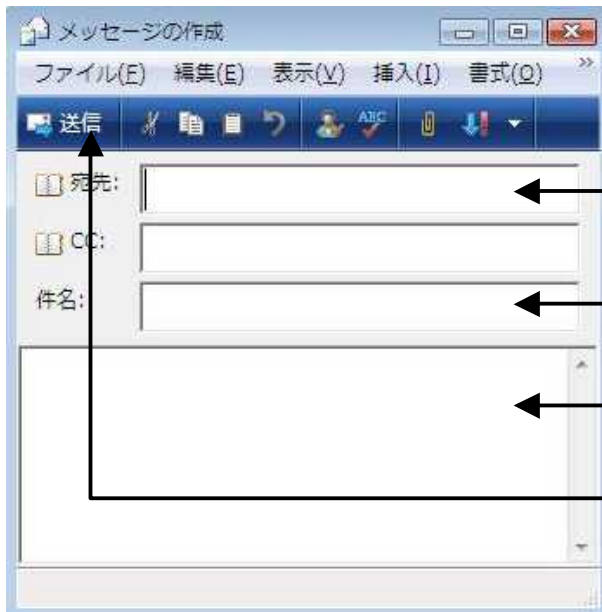 メッセージの作成
ファイル(F) 編集(E) 表示(V) 挿入(I) 書式(O) »
送信 ABC
宛先:
CC:
件名: